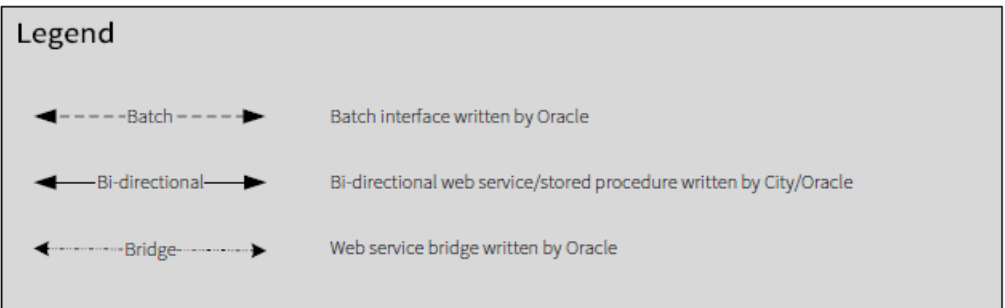 Legend
Batch Batch interface written by Oracle
Bi-directional Bi-directional web service/stored procedure written by City/Oracle
Bridge Web service bridge written by Oracle